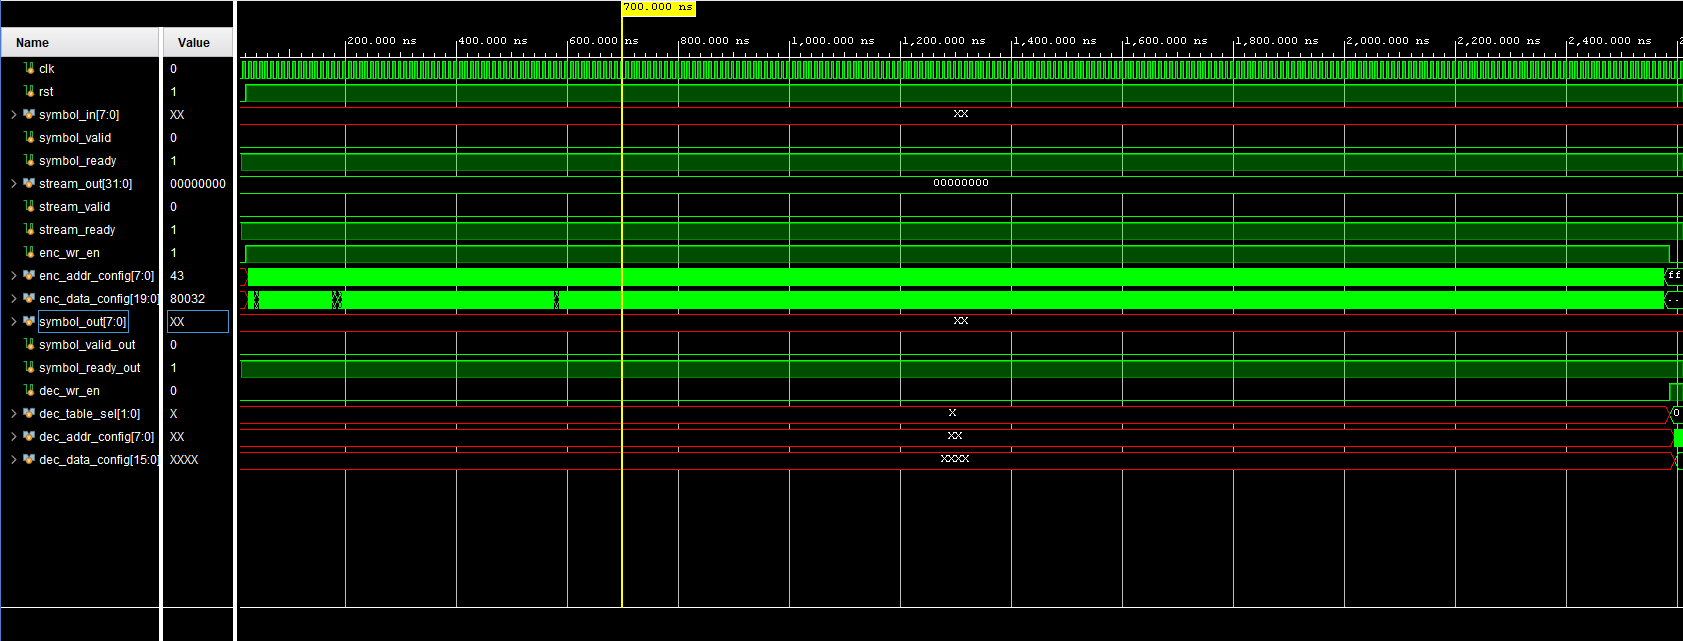 700.000 ns
Name Value
200.000 ns 400.000 ns 600.000 ns 800.000 ns 1,000.000 ns 1,200.000 ns 1,400.000 ns 1,600.000 ns 1,800.000 ns 2,000.000 ns 2,200.000 ns 2,400.000 ns
clk 0
rst 1
symbol_in[7:0] XX XX
symbol_valid 0
symbol_ready 1
stream_out[31:0] 00000000 00000000
stream_valid 0
stream_ready 1
enc_wr_en 1
enc_addr_config[7:0] 43 ff
enc_data_config[19:0] 80032 ..
symbol_out[7:0] XX XX
symbol_valid_out 0
symbol_ready_out 1
dec_wr_en 0
dec_table_sel[1:0] X X 0
dec_addr_config[7:0] XX XX
dec_data_config[15:0] XXXX XXXX